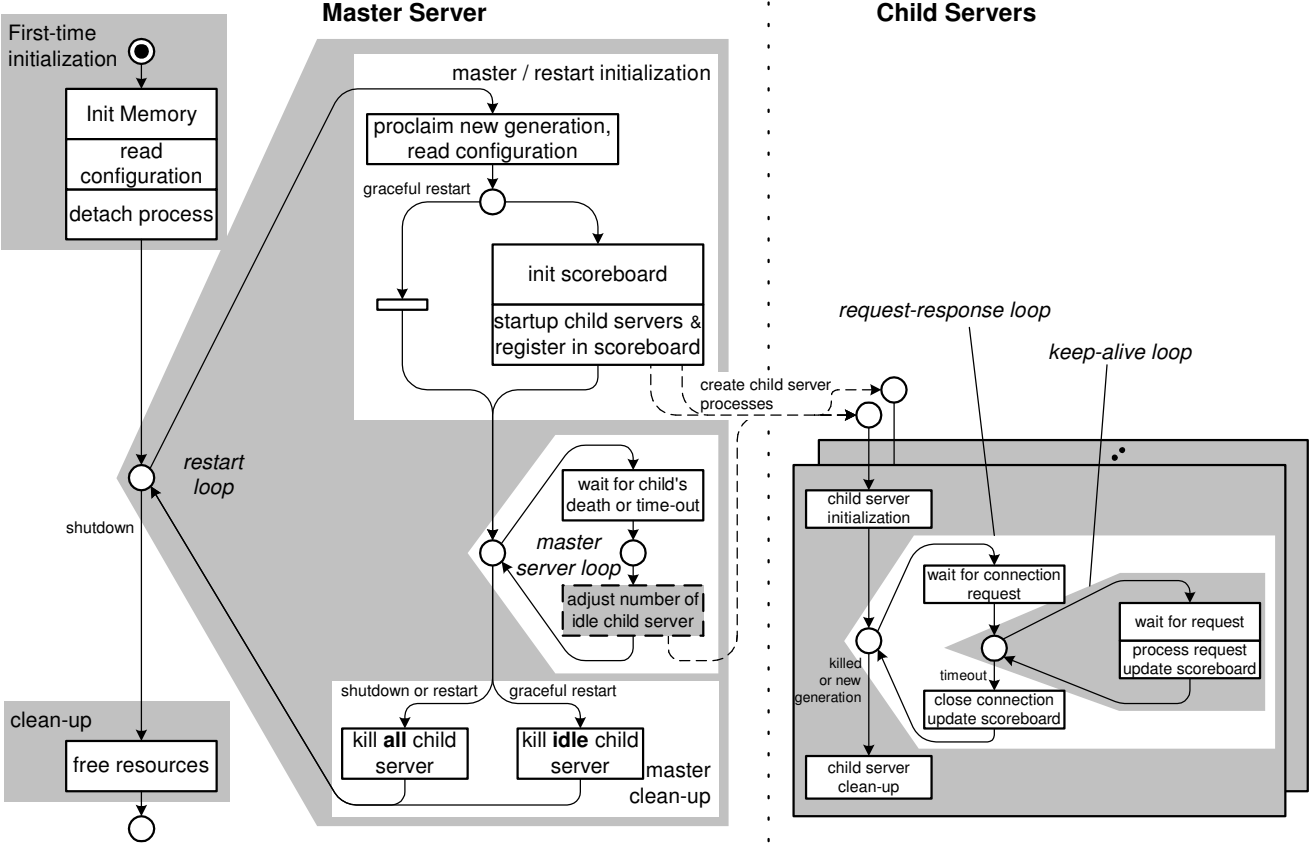 Master Server
Child Servers
First-time
initialization
Init Memory
read
configuration
detach process
master / restart initialization
proclaim new generation,
read configuration
graceful restart
init scoreboard
startup child servers &
register in scoreboard
create child server
processes
request-response loop
keep-alive loop
restart
loop
shutdown
wait for child's
death or time-out
master
server loop
adjust number of
idle child server
shutdown or restart
graceful restart
kill all child
server
kill idle child
server
master
clean-up
clean-up
free resources
child server
initialization
wait for connection
request
wait for request
process request
update scoreboard
killed
or new
generation
timeout
close connection
update scoreboard
child server
clean-up